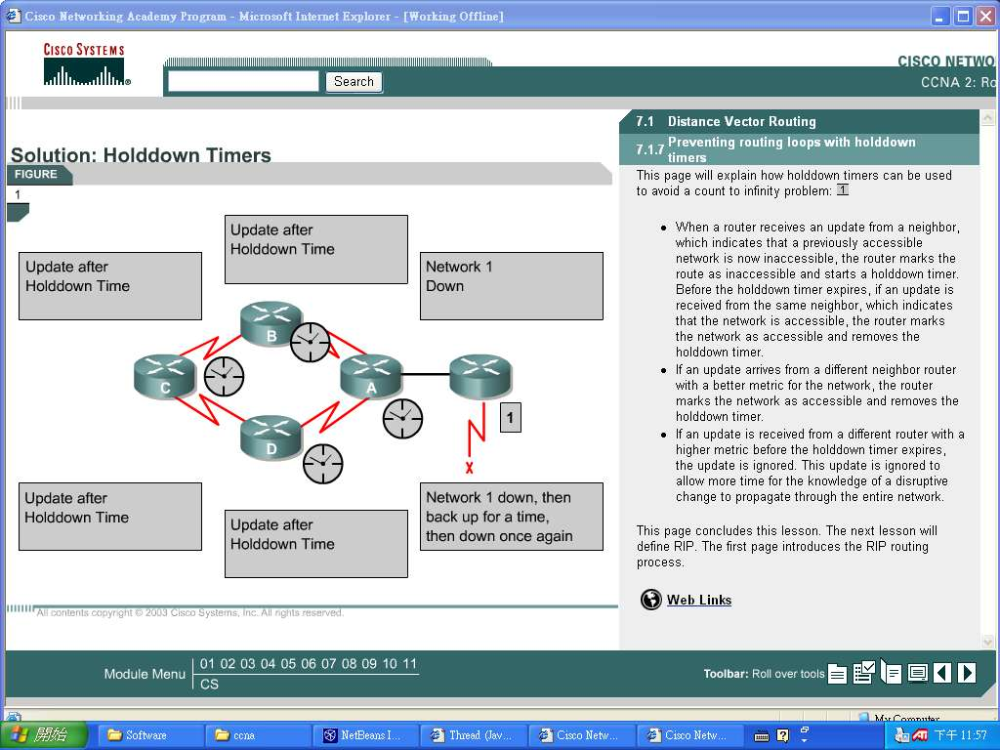 Cisco Networking Academy Program - Microsoft Internet Explorer - [Working Offline]
CISCO SYSTEMS
®
Search
CISCO NETWO
CCNA 2: Ro
Solution: Holddown Timers
FIGURE
1
Update after
Holddown Time
Update after
Holddown Time
Network 1
Down
B
C
A
D
1
X
Update after
Holddown Time
Update after
Holddown Time
Network 1 down, then
back up for a time,
then down once again
All contents copyright © 2003 Cisco Systems, Inc. All rights reserved.
7.1 Distance Vector Routing
7.1.7 Preventing routing loops with holddown
timers
This page will explain how holddown timers can be used
to avoid a count to infinity problem: 1
• When a router receives an update from a neighbor,
which indicates that a previously accessible
network is now inaccessible, the router marks the
route as inaccessible and starts a holddown timer.
Before the holddown timer expires, if an update is
received from the same neighbor, which indicates
that the network is accessible, the router marks
the network as accessible and removes the
holddown timer.
• If an update arrives from a different neighbor router
with a better metric for the network, the router
marks the network as accessible and removes the
holddown timer.
• If an update is received from a different router with a
higher metric before the holddown timer expires,
the update is ignored. This update is ignored to
allow more time for the knowledge of a disruptive
change to propagate through the entire network.
This page concludes this lesson. The next lesson will
define RIP. The first page introduces the RIP routing
process.
Web Links
Module Menu
01 02 03 04 05 06 07 08 09 10 11
CS
Toolbar: Roll over tools
My Computer
開始
Software
ccna
NetBeans I...
Thread (Jav...
Cisco Netw...
Cisco Netw...
下午 11:57